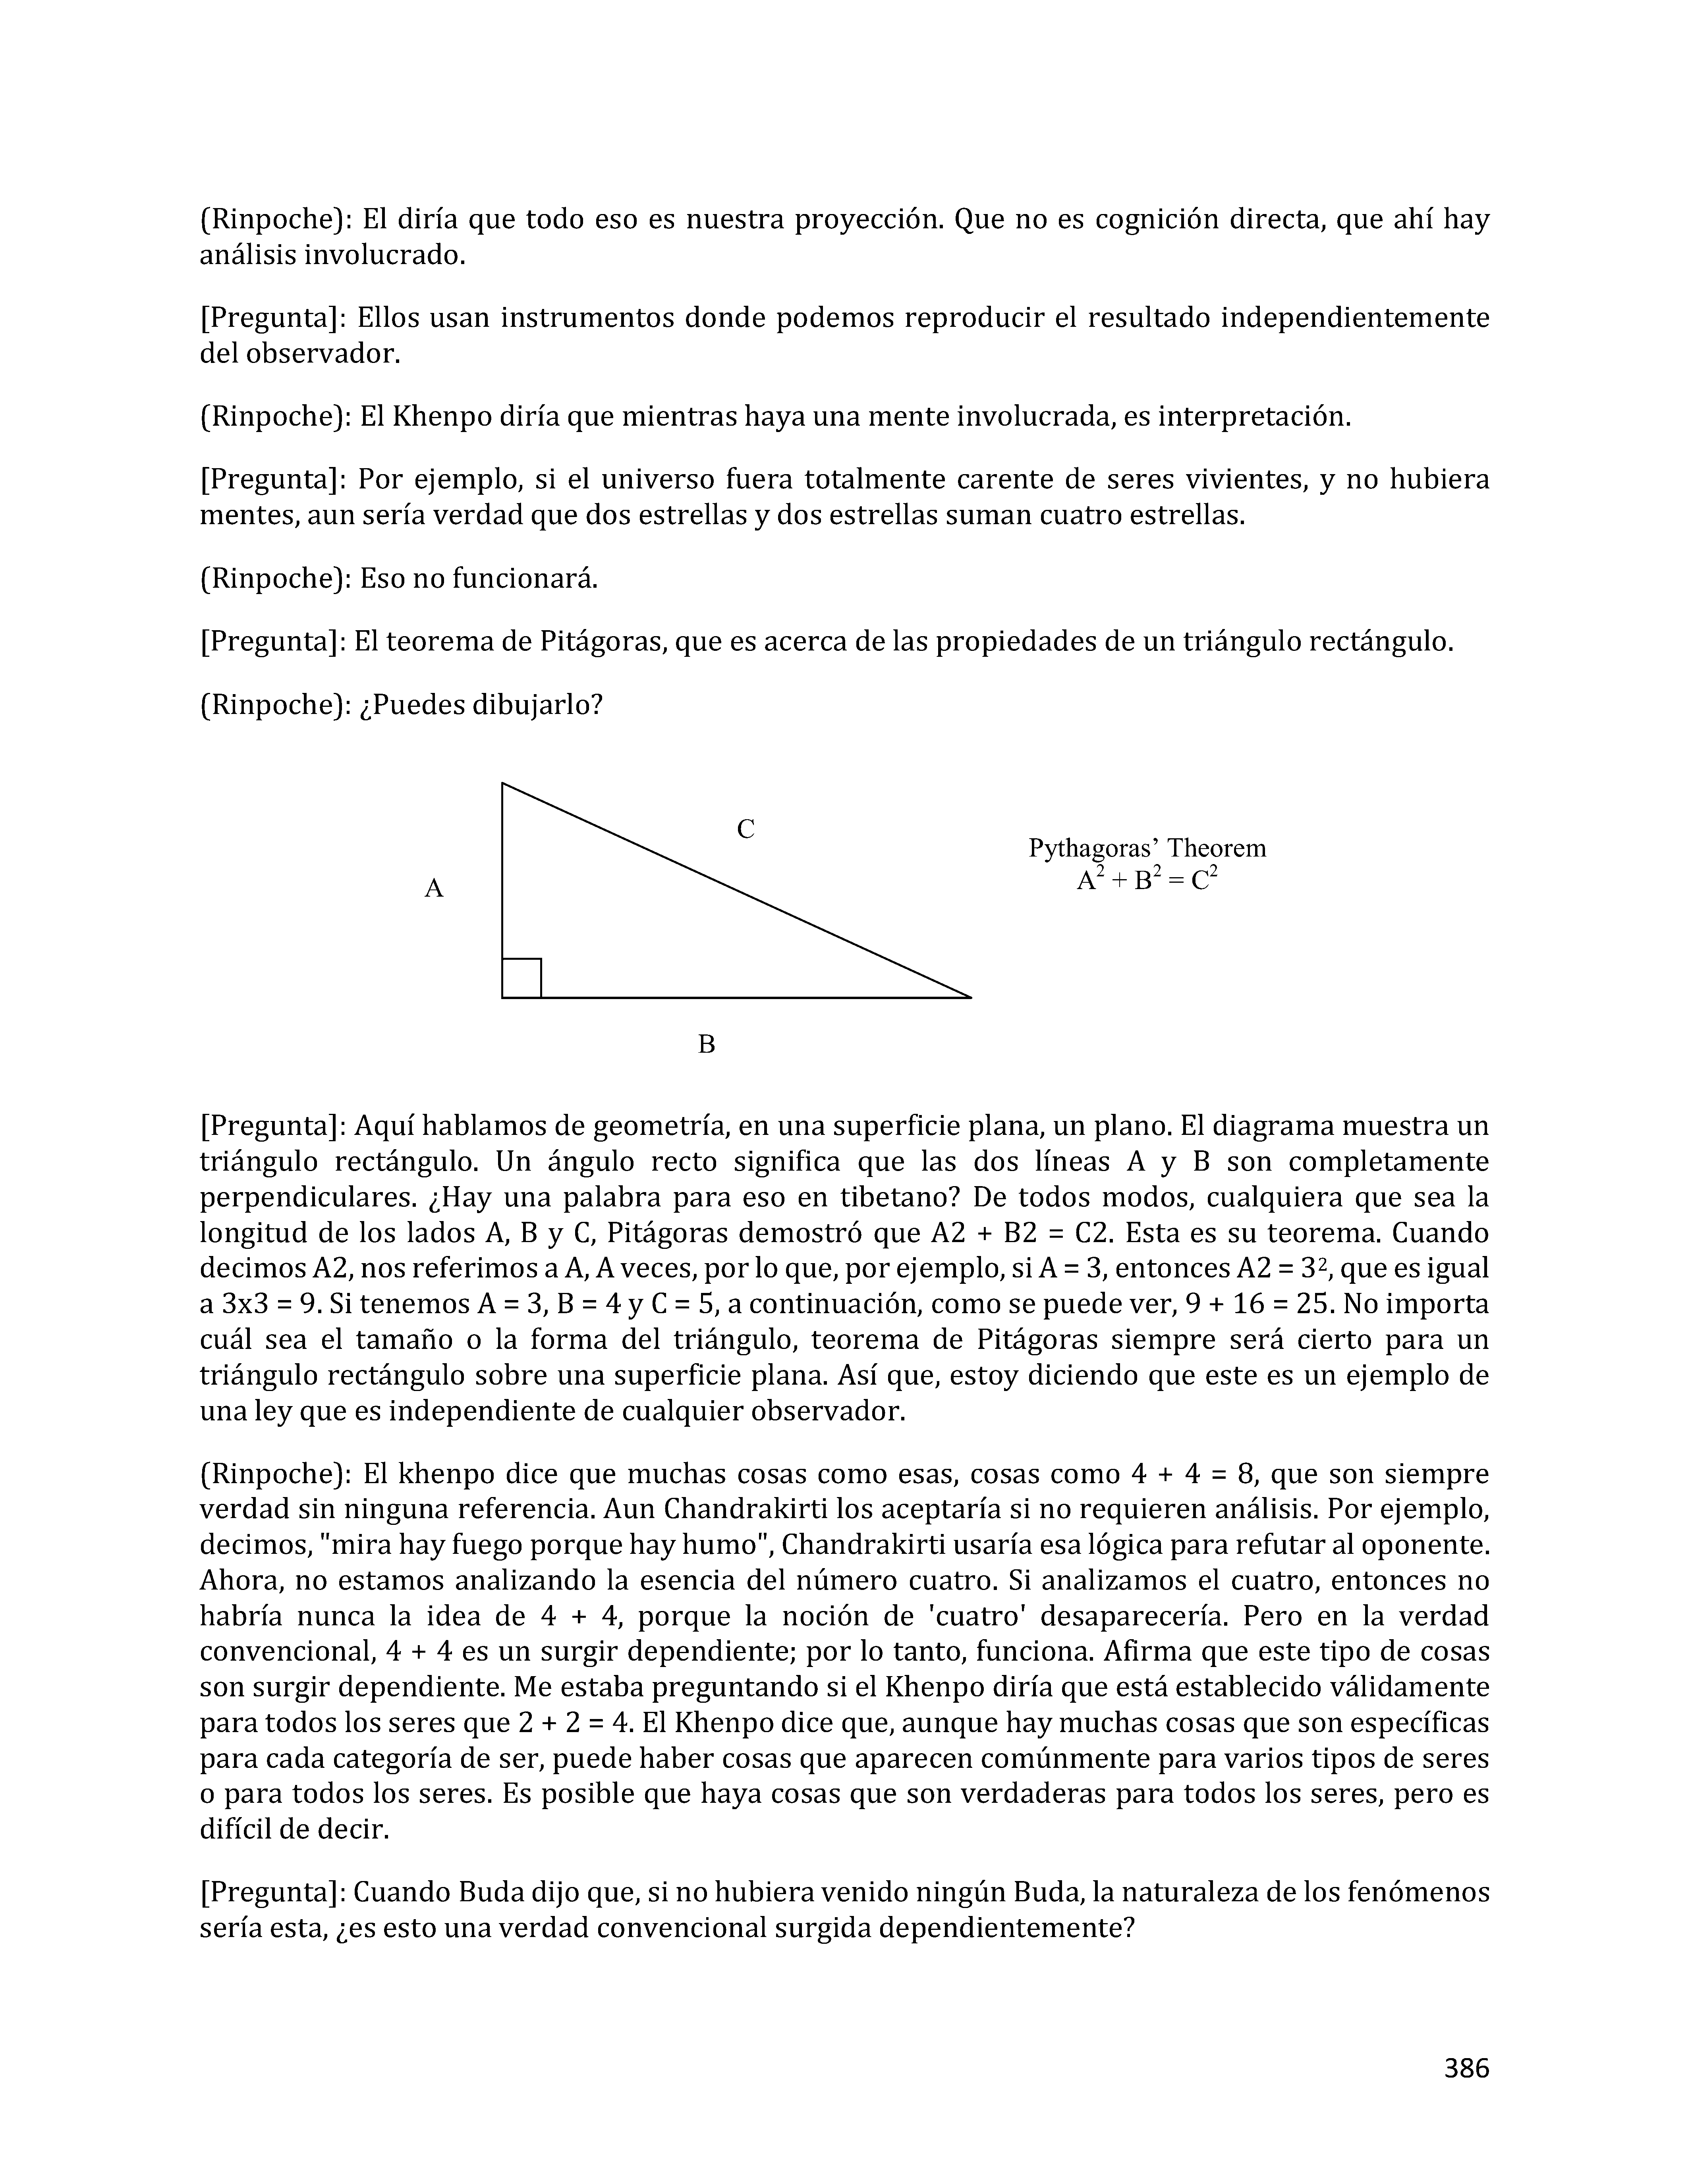 (Rinpoche): El diría que todo eso es nuestra proyección. Que no es cognición directa, que ahí hay
análisis involucrado.
[Pregunta]: Ellos usan instrumentos donde podemos reproducir el resultado independientemente
del observador.
(Rinpoche): El Khenpo diría que mientras haya una mente involucrada, es interpretación.
[Pregunta]: Por ejemplo, si el universo fuera totalmente carente de seres vivientes, y no hubiera
mentes, aun sería verdad que dos estrellas y dos estrellas suman cuatro estrellas.
(Rinpoche): Eso no funcionará.
[Pregunta]: El teorema de Pitágoras, que es acerca de las propiedades de un triángulo rectángulo.
(Rinpoche): ¿Puedes dibujarlo?
C
Pythagoras’ Theorem
A² + B² = C²
A
B
[Pregunta]: Aquí hablamos de geometría, en una superficie plana, un plano. El diagrama muestra un
triángulo rectángulo. Un ángulo recto significa que las dos líneas A y B son completamente
perpendiculares. ¿Hay una palabra para eso en tibetano? De todos modos, cualquiera que sea la
longitud de los lados A, B y C, Pitágoras demostró que A2 + B2 = C2. Esta es su teorema. Cuando
decimos A2, nos referimos a A, A veces, por lo que, por ejemplo, si A = 3, entonces A2 = 3², que es igual
a 3x3 = 9. Si tenemos A = 3, B = 4 y C = 5, a continuación, como se puede ver, 9 + 16 = 25. No importa
cuál sea el tamaño o la forma del triángulo, teorema de Pitágoras siempre será cierto para un
triángulo rectángulo sobre una superficie plana. Así que, estoy diciendo que este es un ejemplo de
una ley que es independiente de cualquier observador.
(Rinpoche): El khenpo dice que muchas cosas como esas, cosas como 4 + 4 = 8, que son siempre
verdad sin ninguna referencia. Aun Chandrakirti los aceptaría si no requieren análisis. Por ejemplo,
decimos, "mira hay fuego porque hay humo", Chandrakirti usaría esa lógica para refutar al oponente.
Ahora, no estamos analizando la esencia del número cuatro. Si analizamos el cuatro, entonces no
habría nunca la idea de 4 + 4, porque la noción de 'cuatro' desaparecería. Pero en la verdad
convencional, 4 + 4 es un surgir dependiente; por lo tanto, funciona. Afirma que este tipo de cosas
son surgir dependiente. Me estaba preguntando si el Khenpo diría que está establecido válidamente
para todos los seres que 2 + 2 = 4. El Khenpo dice que, aunque hay muchas cosas que son específicas
para cada categoría de ser, puede haber cosas que aparecen comúnmente para varios tipos de seres
o para todos los seres. Es posible que haya cosas que son verdaderas para todos los seres, pero es
difícil de decir.
[Pregunta]: Cuando Buda dijo que, si no hubiera venido ningún Buda, la naturaleza de los fenómenos
sería esta, ¿es esto una verdad convencional surgida dependientemente?
386